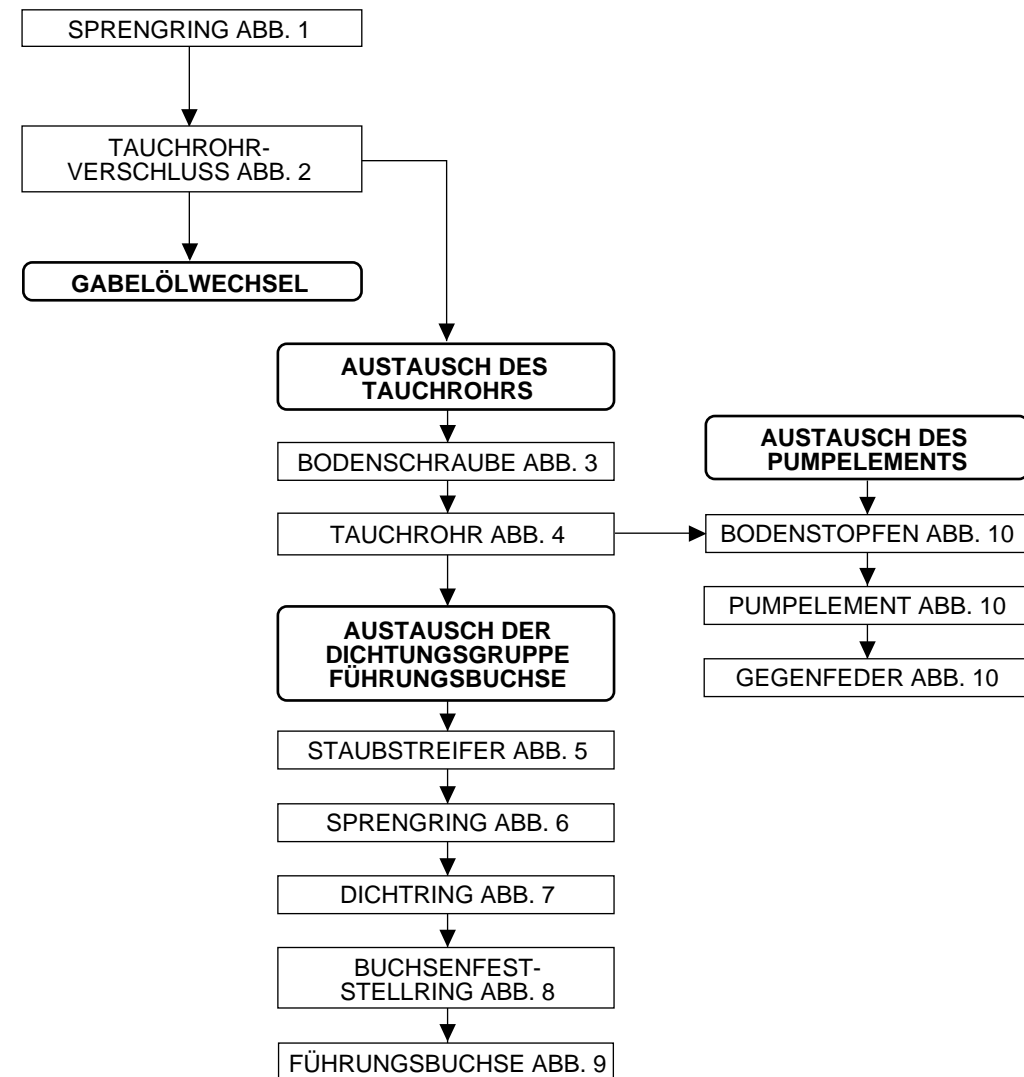 SPRENGRING ABB. 1
TAUCHROHR-
VERSCHLUSS ABB. 2
GABELÖLWECHSEL
AUSTAUSCH DES
TAUCHROHRS
BODENSCHRAUBE ABB. 3
TAUCHROHR ABB. 4
AUSTAUSCH DES
PUMPELEMENTS
BODENSTOPFEN ABB. 10
PUMPELEMENT ABB. 10
GEGENFEDER ABB. 10
AUSTAUSCH DER
DICHTUNGSGRUPPE
FÜHRUNGSBUCHSE
STAUBSTREIFER ABB. 5
SPRENGRING ABB. 6
DICHTRING ABB. 7
BUCHSENFEST-
STELLRING ABB. 8
FÜHRUNGSBUCHSE ABB. 9